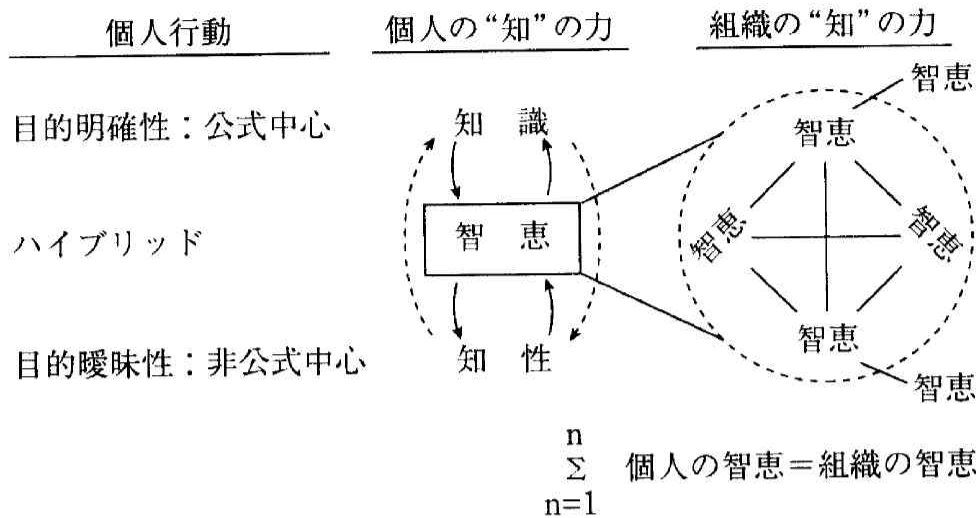 個人行動 個人の“知”の力 組織の“知”の力
智恵
目的明確性：公式中心 知 識 智恵
ハイブリッド 智 恵 智恵 智恵
智恵
目的曖昧性：非公式中心 知 性
智恵
n
Σ 個人の智恵＝組織の智恵
n=1